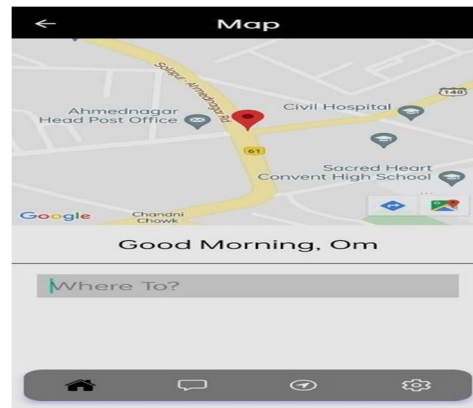 Map
Solapur - Ahmednagar Rd
148
Ahmednagar
Head Post Office
Civil Hospital
61
Sacred Heart
Convent High School
Google
Chandni
Chowk
Good Morning, Om
Where To?